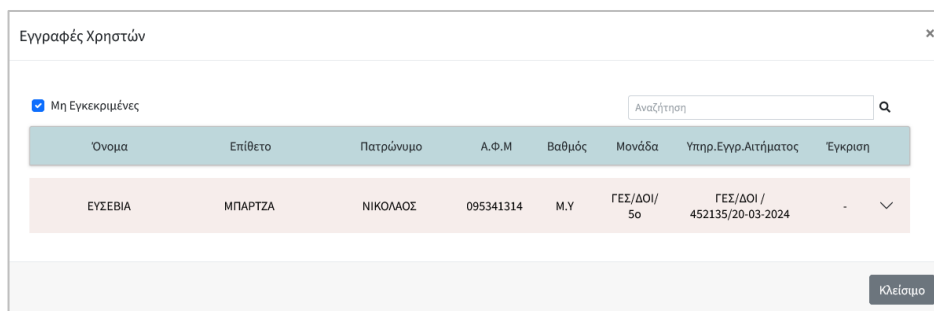 Εγγραφές Χρηστών ×
Μη Εγκεκριμένες Αναζήτηση
Όνομα Επίθετο Πατρώνυμο Α.Φ.Μ Βαθμός Μονάδα Υπηρ.Εγγρ.Αιτήματος Έγκριση
ΕΥΣΕΒΙΑ ΜΠΑΡΤΖΑ ΝΙΚΟΛΑΟΣ 095341314 Μ.Υ ΓΕΣ/ΔΟΙ/ 5ο ΓΕΣ/ΔΟΙ / 452135/20-03-2024 -
Κλείσιμο